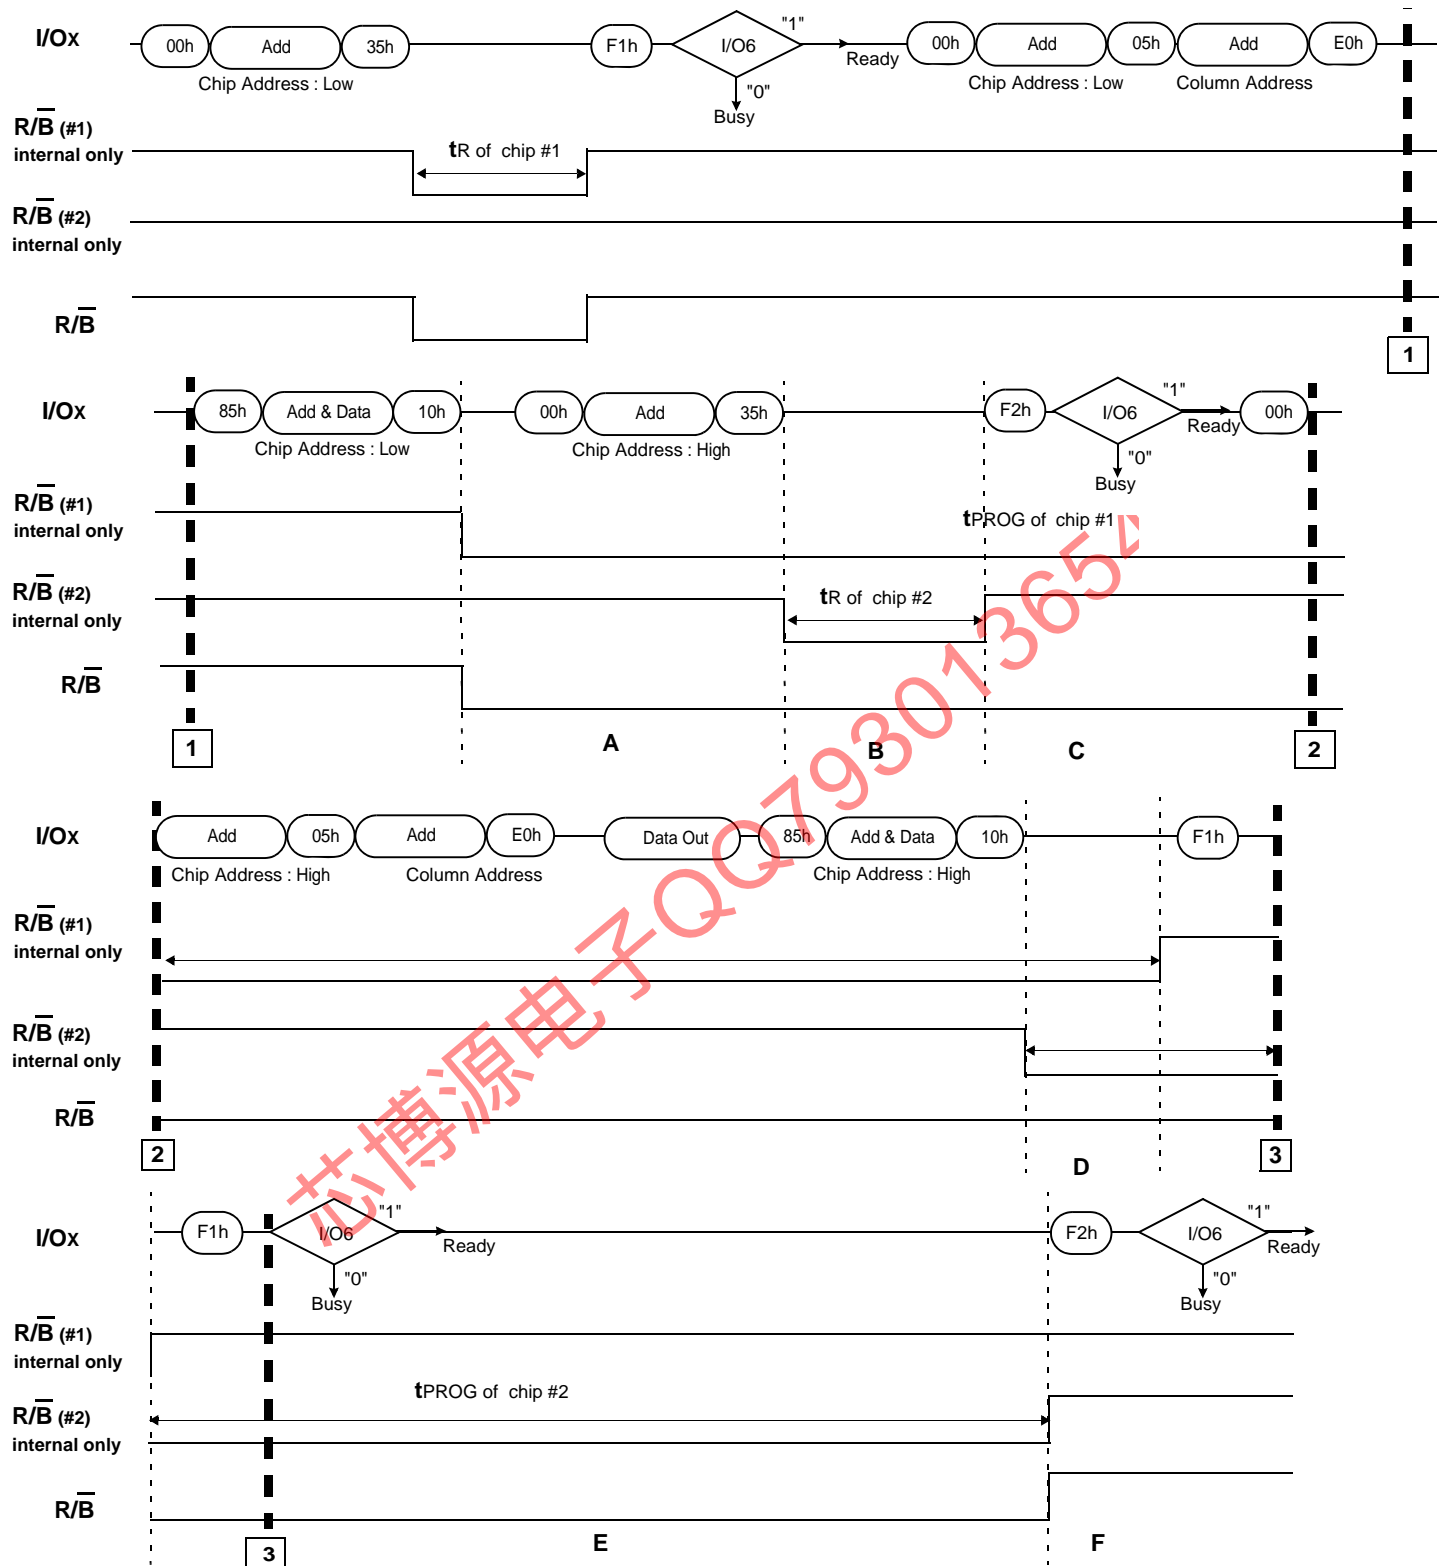 I/Ox 00h Add 35h F1h I/O6 "1" Ready 00h Add 05h Add E0h
Chip Address : Low "0" Chip Address : Low Column Address
Busy
R/B (#1)
internal only
tR of chip #1
R/B (#2)
internal only
R/B
1
I/Ox 85h Add & Data 10h 00h Add 35h F2h I/O6 "1" Ready 00h
Chip Address : Low Chip Address : High "0"
Busy
R/B (#1)
internal only
tPROG of chip #1
R/B (#2)
internal only
tR of chip #2
R/B
1 A B C 2
I/Ox Add 05h Add E0h Data Out 85h Add & Data 10h F1h
Chip Address : High Column Address Chip Address : High
R/B (#1)
internal only
R/B (#2)
internal only
R/B
2 D 3
I/Ox F1h I/O6 "1" Ready F2h I/O6 "1" Ready
"0" "0"
Busy Busy
R/B (#1)
internal only
tPROG of chip #2
R/B (#2)
internal only
R/B
3 E F
芯博源电子QQ793013654